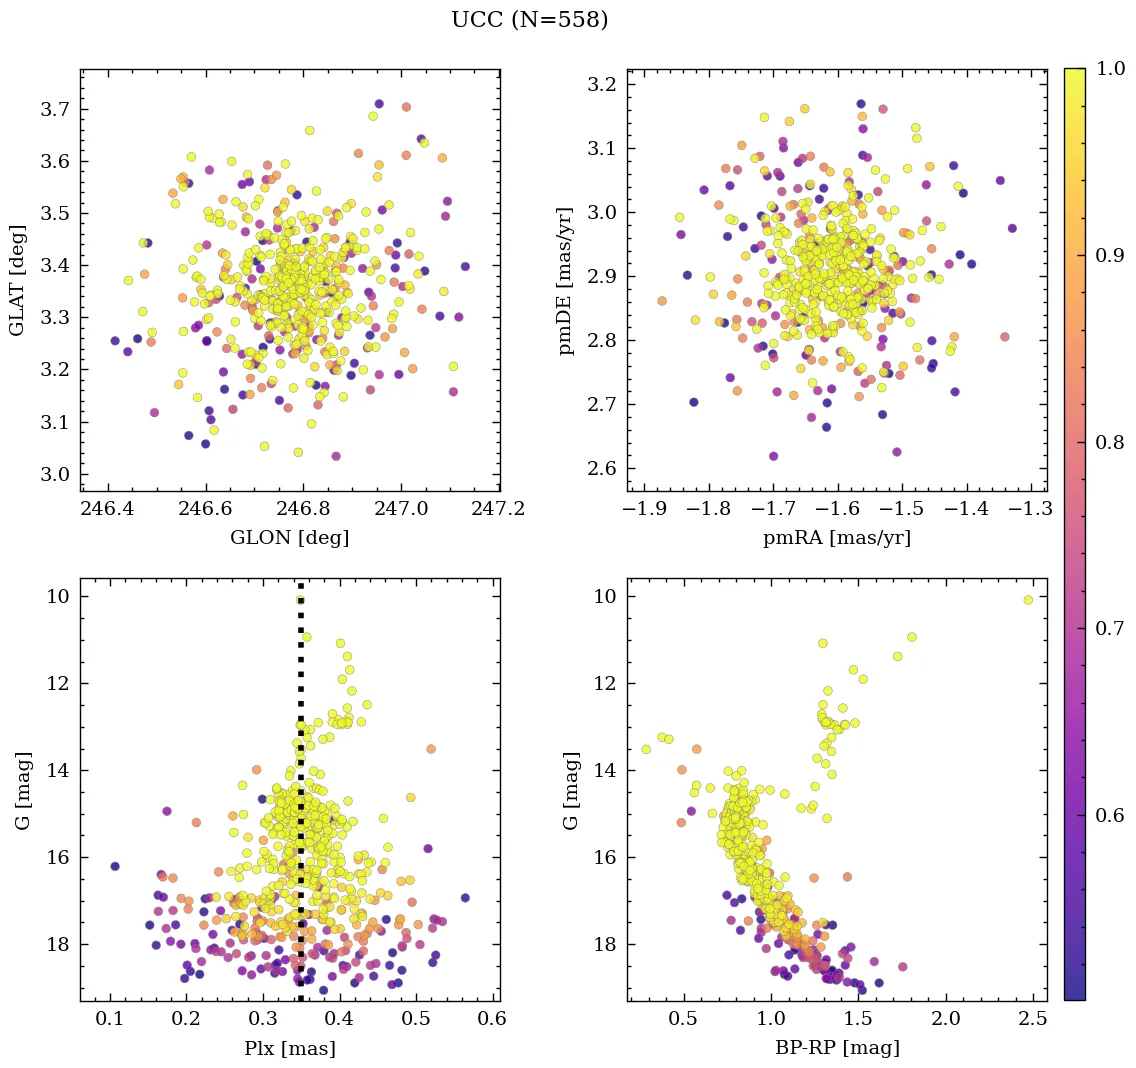 UCC (N=558)
3.7
3.6
3.5
3.4
3.3
3.2
3.1
3.0
GLAT [deg]
246.4 246.6 246.8 247.0 247.2
GLON [deg]
3.2
3.1
3.0
2.9
2.8
2.7
2.6
pmDE [mas/yr]
−1.9 −1.8 −1.7 −1.6 −1.5 −1.4 −1.3
pmRA [mas/yr]
10
12
14
16
18
G [mag]
0.1 0.2 0.3 0.4 0.5 0.6
Plx [mas]
10
12
14
16
18
G [mag]
0.5 1.0 1.5 2.0 2.5
BP-RP [mag]
1.0
0.9
0.8
0.7
0.6